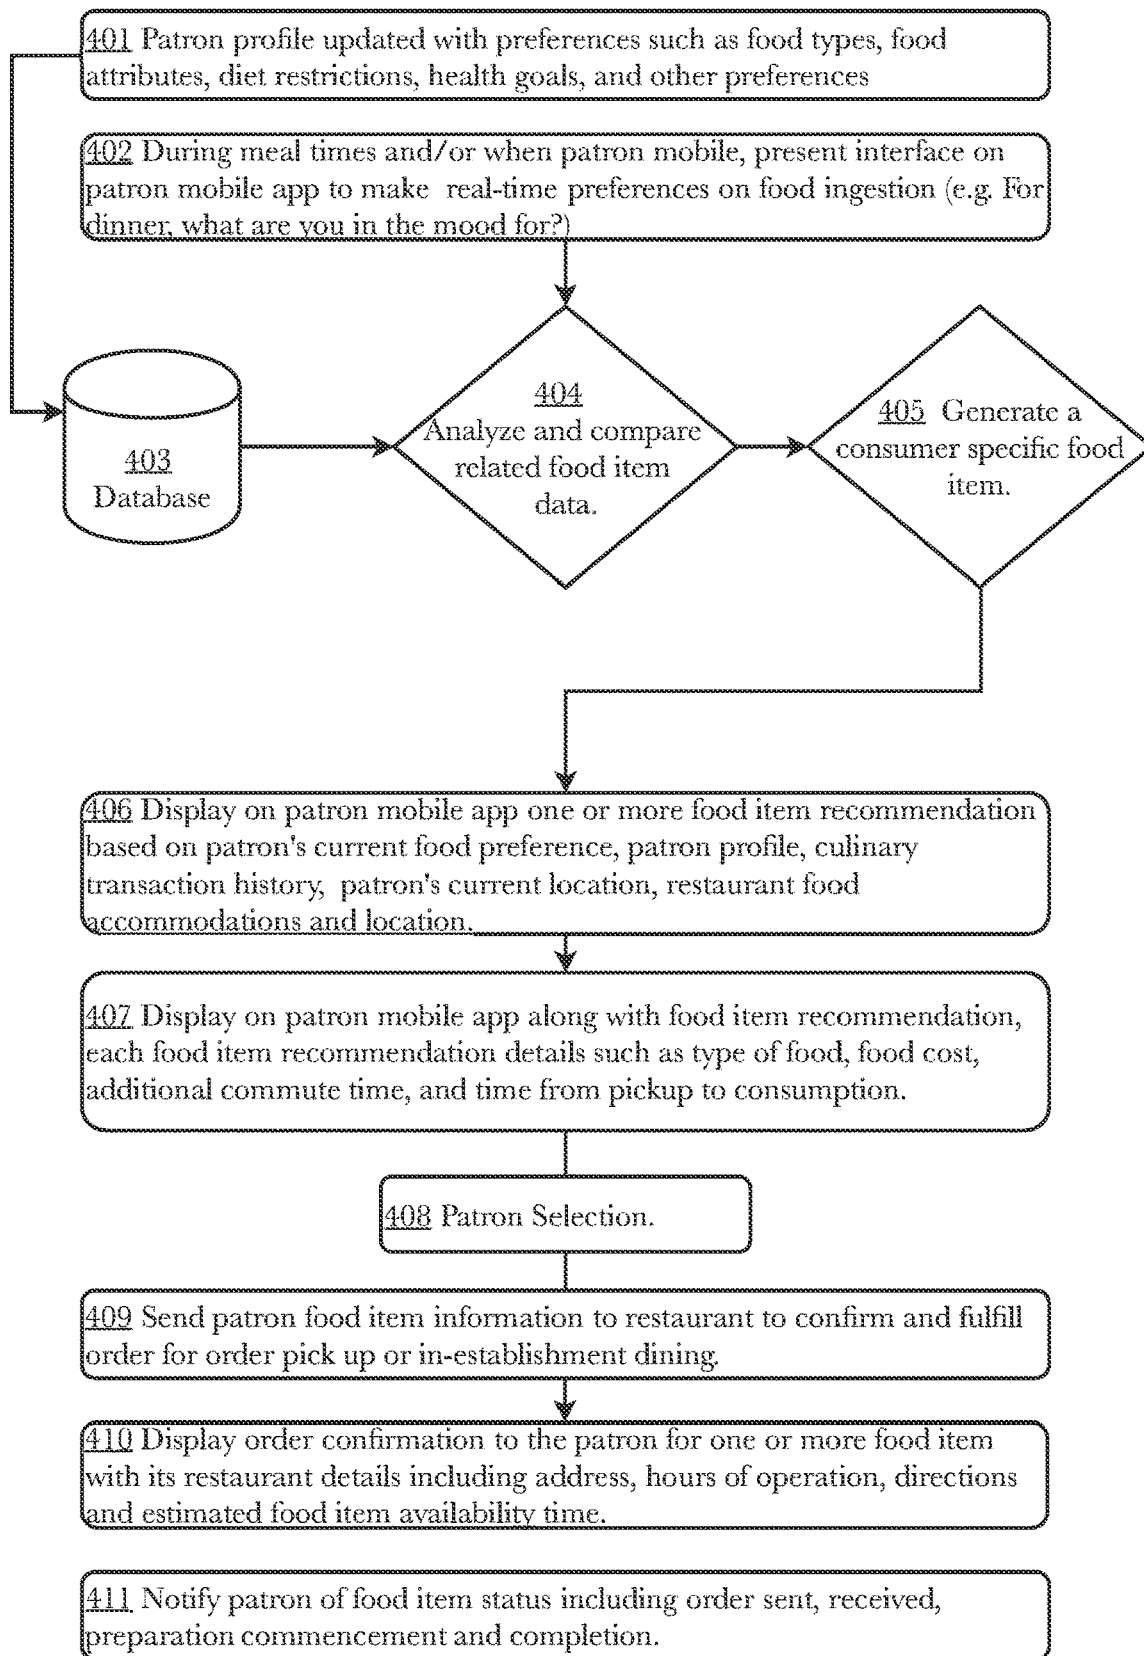 401 Patron profile updated with preferences such as food types, food
attributes, diet restrictions, health goals, and other preferences
402 During meal times and/or when patron mobile, present interface on
patron mobile app to make real-time preferences on food ingestion (e.g. For
dinner, what are you in the mood for?)
403
Database
404
Analyze and compare
related food item
data.
405 Generate a
consumer specific food
item.
406 Display on patron mobile app one or more food item recommendation
based on patron's current food preference, patron profile, culinary
transaction history, patron's current location, restaurant food
accommodations and location.
407 Display on patron mobile app along with food item recommendation,
each food item recommendation details such as type of food, food cost,
additional commute time, and time from pickup to consumption.
408 Patron Selection.
409 Send patron food item information to restaurant to confirm and fulfill
order for order pick up or in-establishment dining.
410 Display order confirmation to the patron for one or more food item
with its restaurant details including address, hours of operation, directions
and estimated food item availability time.
411 Notify patron of food item status including order sent, received,
preparation commencement and completion.